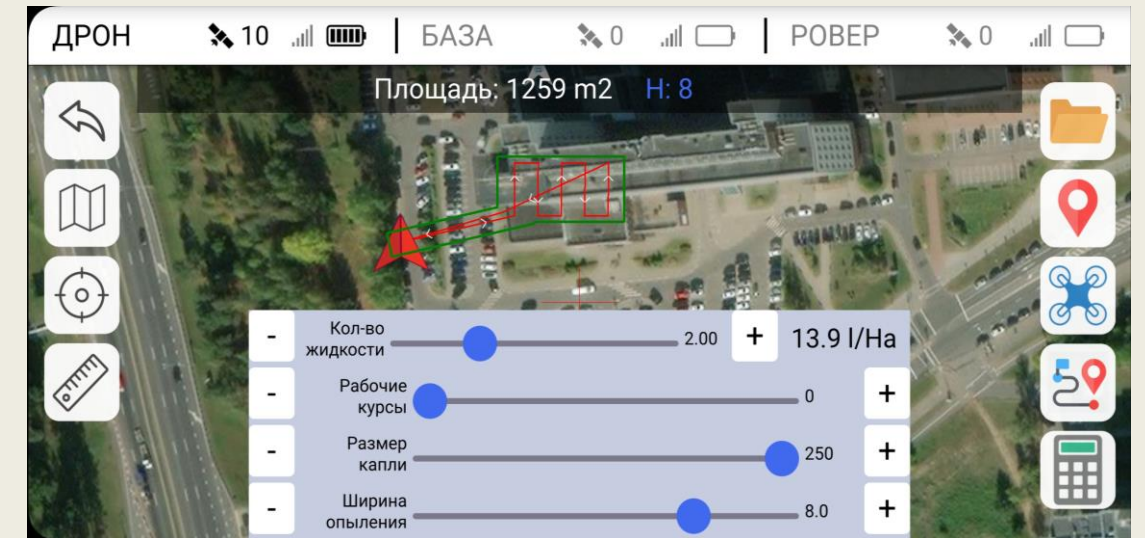 ДРОН 10 БАЗА 0 РОВЕР 0
Площадь: 1259 m2 H: 8
- Кол-во
жидкости 2.00 + 13.9 l/Ha
- Рабочие
курсы 0 +
- Размер
капли 250 +
- Ширина
опыления 8.0 +